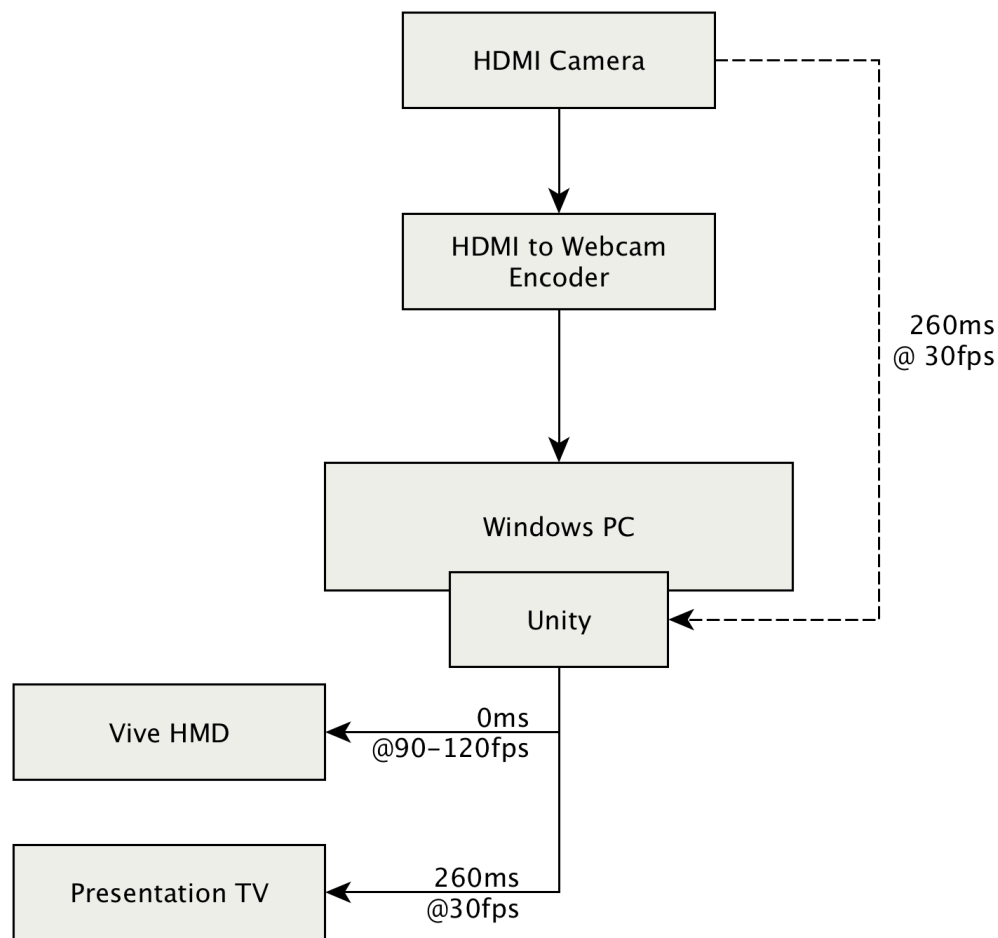 HDMI Camera
HDMI to Webcam
Encoder
260ms
@ 30fps
Windows PC
Unity
Vive HMD
0ms
@90–120fps
Presentation TV
260ms
@30fps